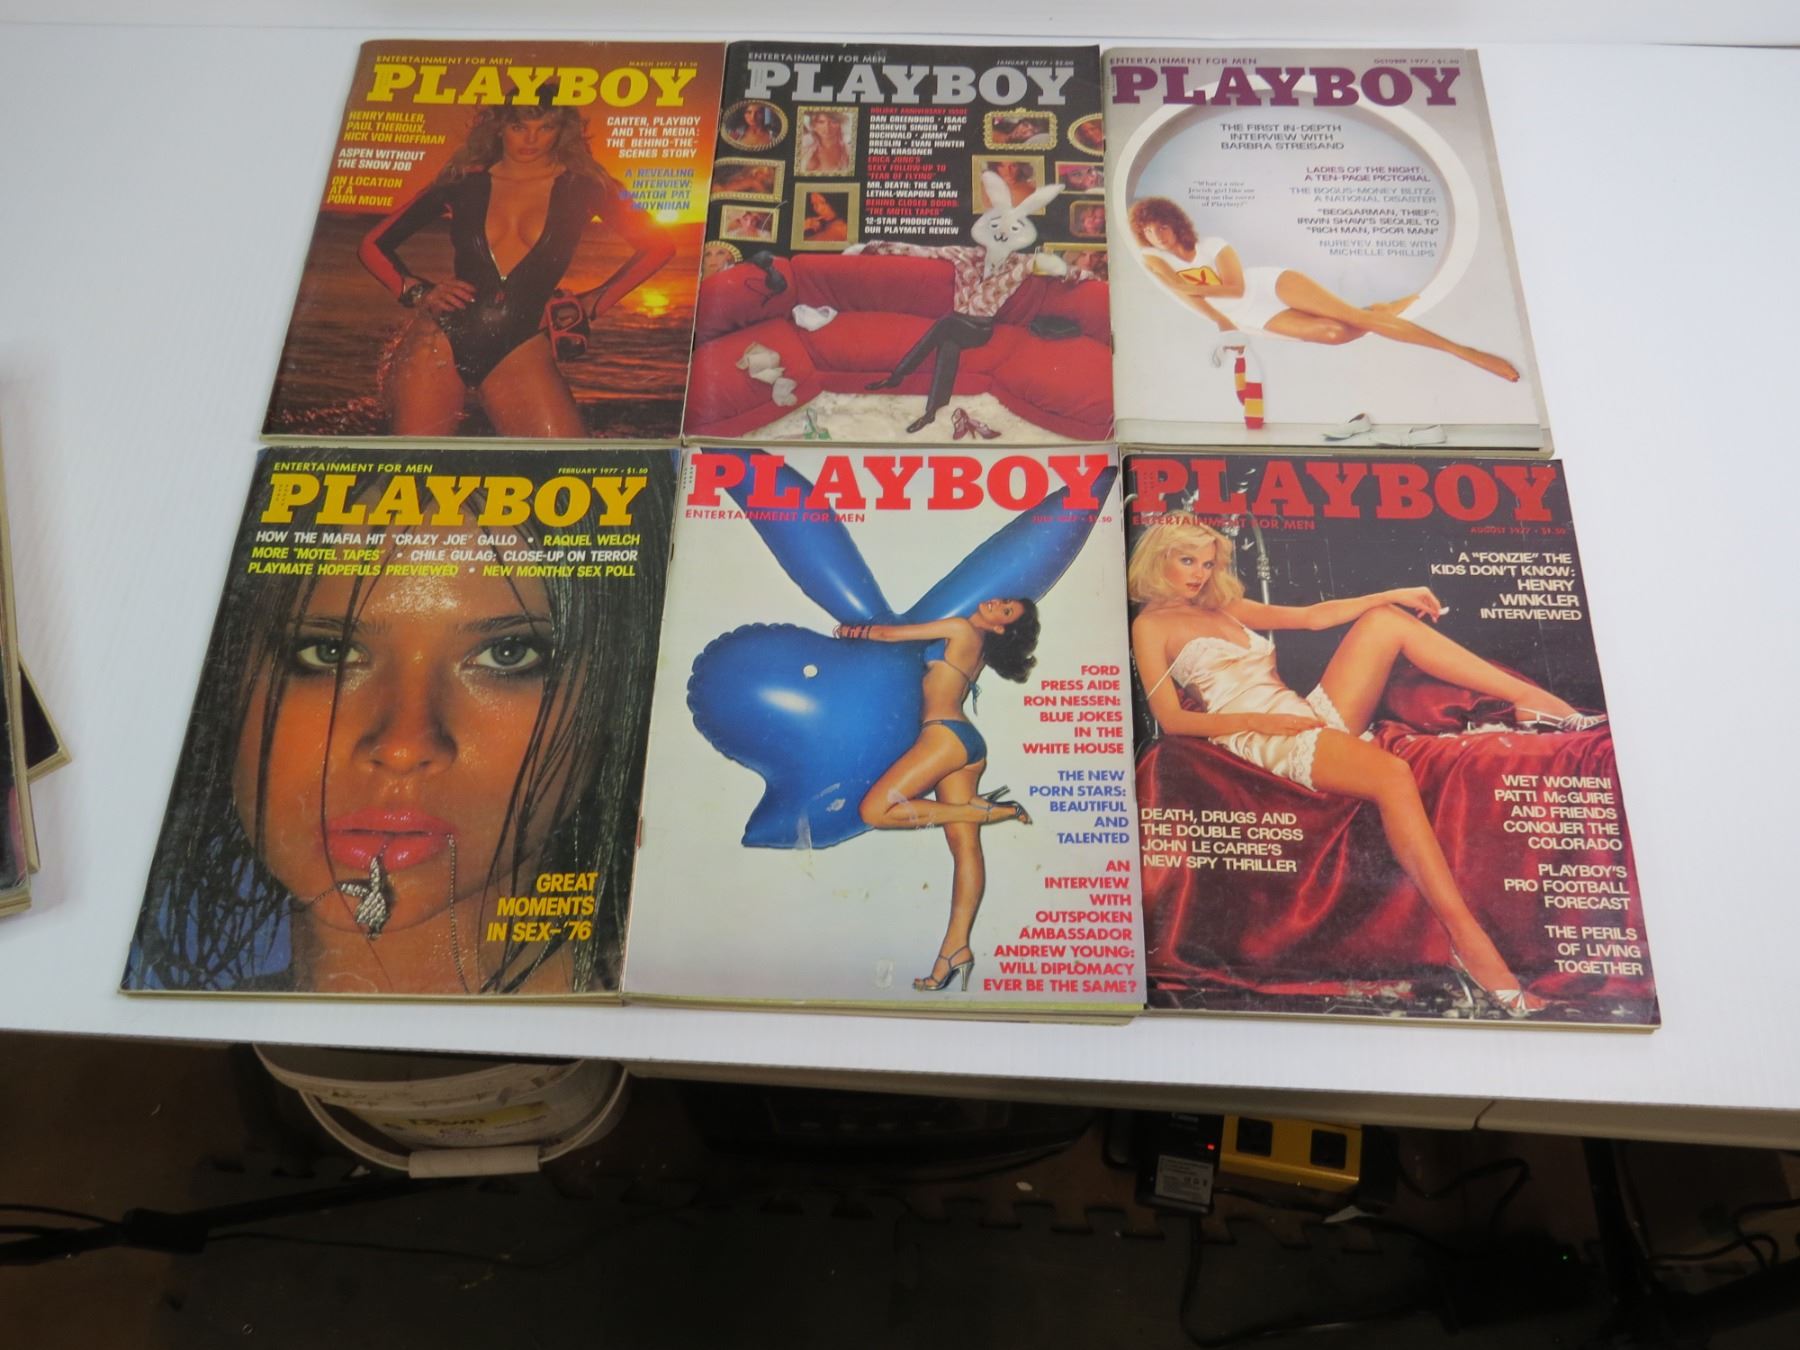 ENTERTAINMENT FOR MEN
MARCH 1977 • $1.50
PLAYBOY
HENRY MILLER,
PAUL THEROUX,
NICK VON HOFFMAN
ASPEN WITHOUT
THE SNOW JOB
ON LOCATION
AT A
PORN MOVIE
CARTER, PLAYBOY
AND THE MEDIA:
THE BEHIND-THE-
SCENES STORY
A REVEALING
INTERVIEW:
SENATOR PAT
MOYNIHAN
ENTERTAINMENT FOR MEN
JANUARY 1977 • $2.00
PLAYBOY
HOLIDAY ANNIVERSARY ISSUE
DAN GREENBURG • ISAAC
BASHEVIS SINGER • ART
BUCHWALD • JIMMY
BRESLIN • EVAN HUNTER
PAUL KRASSNER
ERICA JONG'S
SEXY FOLLOW-UP TO
"FEAR OF FLYING"
MR. DEATH: THE CIA'S
LETHAL-WEAPONS MAN
BEHIND CLOSED DOORS:
"THE MOTEL TAPES"
12-STAR PRODUCTION:
OUR PLAYMATE REVIEW
ENTERTAINMENT FOR MEN
OCTOBER 1977 • $1.50
PLAYBOY
THE FIRST IN-DEPTH
INTERVIEW WITH
BARBRA STREISAND
"What's a nice
Jewish girl like me
doing on the cover
of Playboy?"
LADIES OF THE NIGHT:
A TEN-PAGE PICTORIAL
THE BOGUS-MONEY BLITZ:
A NATIONAL DISASTER
"BEGGARMAN, THIEF":
IRWIN SHAW'S SEQUEL TO
"RICH MAN, POOR MAN"
NUREYEV NUDE WITH
MICHELLE PHILLIPS
ENTERTAINMENT FOR MEN
FEBRUARY 1977 • $1.50
PLAYBOY
HOW THE MAFIA HIT "CRAZY JOE" GALLO • RAQUEL WELCH
MORE "MOTEL TAPES" • CHILE GULAG: CLOSE-UP ON TERROR
PLAYMATE HOPEFULS PREVIEWED • NEW MONTHLY SEX POLL
GREAT
MOMENTS
IN SEX-'76
PLAYBOY
ENTERTAINMENT FOR MEN
FORD
PRESS AIDE
RON NESSEN:
BLUE JOKES
IN THE
WHITE HOUSE
THE NEW
PORN STARS:
BEAUTIFUL
AND
TALENTED
AN
INTERVIEW
WITH
OUTSPOKEN
AMBASSADOR
ANDREW YOUNG:
WILL DIPLOMACY
EVER BE THE SAME?
PLAYBOY
ENTERTAINMENT FOR MEN
AUGUST 1977 • $1.50
A "FONZIE" THE
KIDS DON'T KNOW:
HENRY
WINKLER
INTERVIEWED
DEATH, DRUGS AND
THE DOUBLE CROSS
JOHN LE CARRE'S
NEW SPY THRILLER
WET WOMEN!
PATTI McGUIRE
AND FRIENDS
CONQUER THE
COLORADO
PLAYBOY'S
PRO FOOTBALL
FORECAST
THE PERILS
OF LIVING
TOGETHER